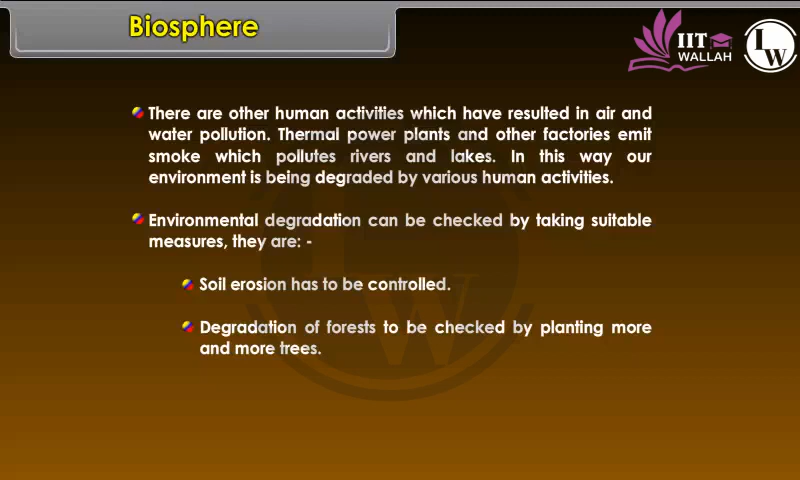 Biosphere
IIT
WALLAH
LW
There are other human activities which have resulted in air and
water pollution. Thermal power plants and other factories emit
smoke which pollutes rivers and lakes. In this way our
environment is being degraded by various human activities.
Environmental degradation can be checked by taking suitable
measures, they are: -
Soil erosion has to be controlled.
Degradation of forests to be checked by planting more
and more trees.
LW